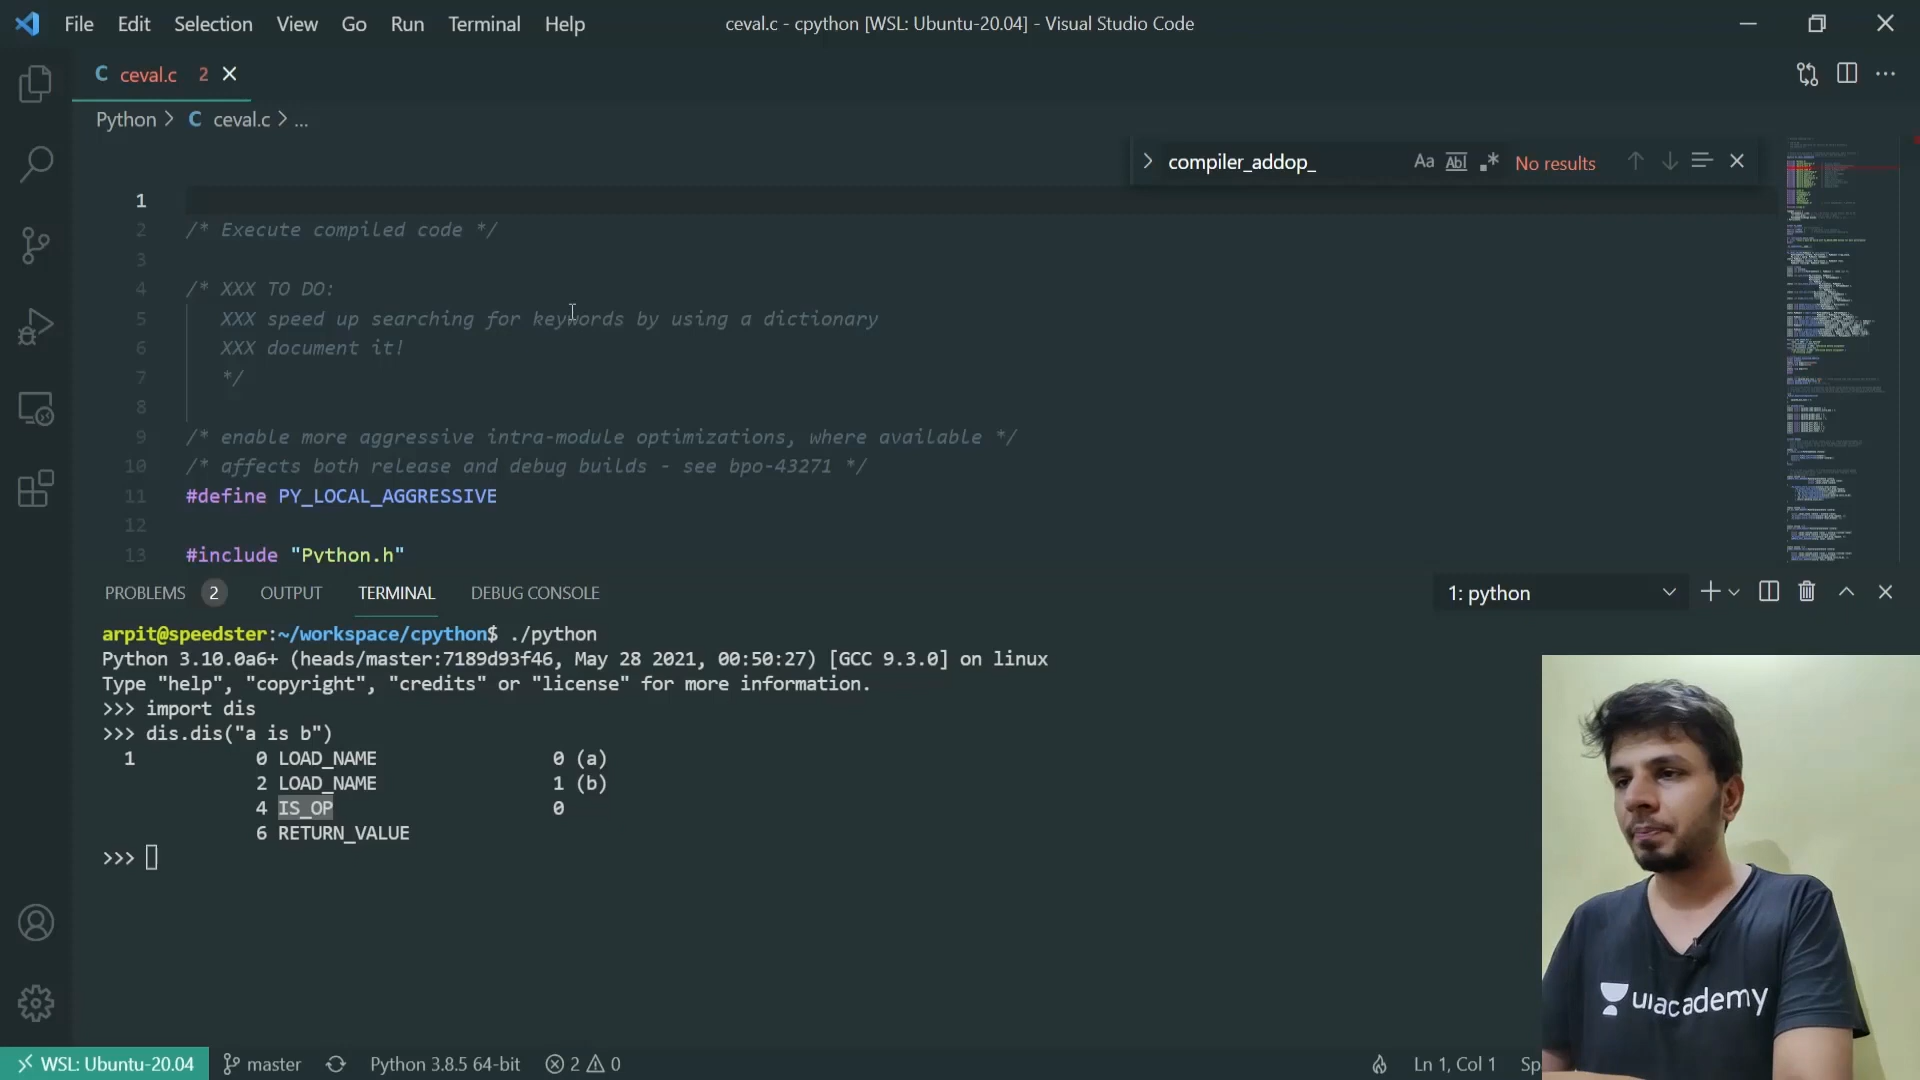 File Edit Selection View Go Run Terminal Help ceval.c - cpython [WSL: Ubuntu-20.04] - Visual Studio Code
C ceval.c 2
Python > C ceval.c > ...
> compiler_addop_ Aa Abl .* No results
1
2 /* Execute compiled code */
3
4 /* XXX TO DO:
5 XXX speed up searching for keywords by using a dictionary
6 XXX document it!
7 */
8
9 /* enable more aggressive intra-module optimizations, where available */
10 /* affects both release and debug builds - see bpo-43271 */
11 #define PY_LOCAL_AGGRESSIVE
12
13 #include "Python.h"
PROBLEMS 2 OUTPUT TERMINAL DEBUG CONSOLE 1: python
arpit@speedster:~/workspace/cpython$ ./python
Python 3.10.0a6+ (heads/master:7189d93f46, May 28 2021, 00:50:27) [GCC 9.3.0] on linux
Type "help", "copyright", "credits" or "license" for more information.
>>> import dis
>>> dis.dis("a is b")
1 0 LOAD_NAME 0 (a)
2 LOAD_NAME 1 (b)
4 IS_OP 0
6 RETURN_VALUE
>>>
WSL: Ubuntu-20.04 master Python 3.8.5 64-bit 2 0 Ln 1, Col 1 Sp